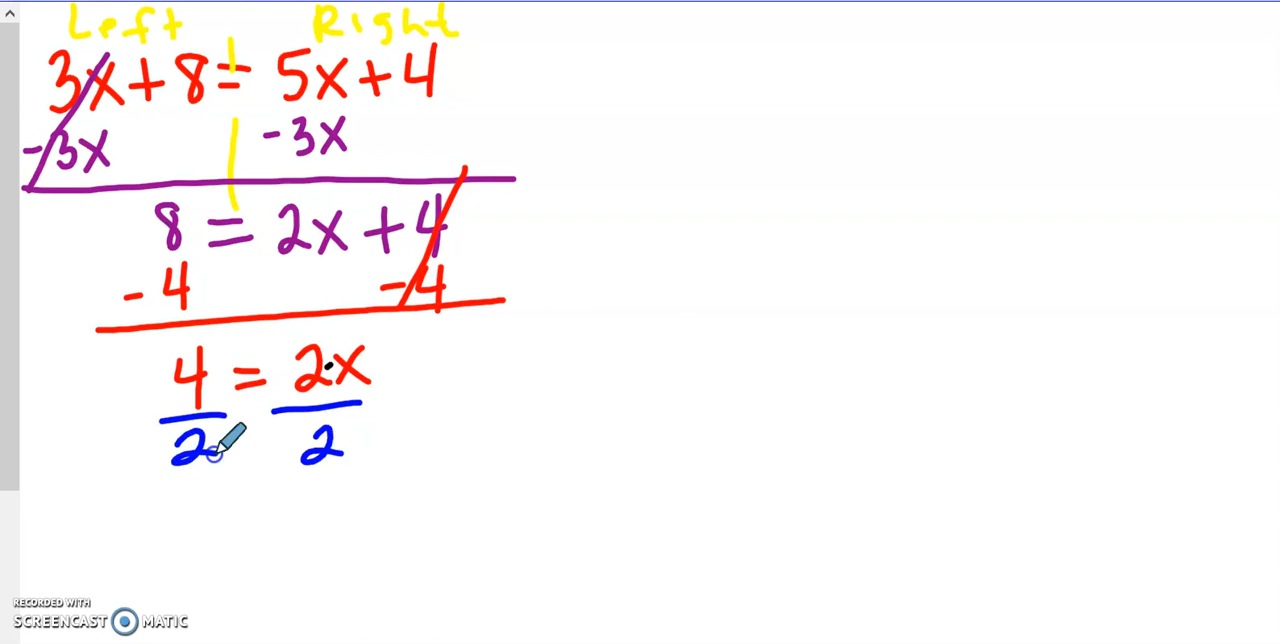 Left Right
3x+8= 5x+4
-3x -3x
8 = 2x +4
-4 -4
4 = 2·x
2 2
RECORDED WITH
SCREENCAST MATIC